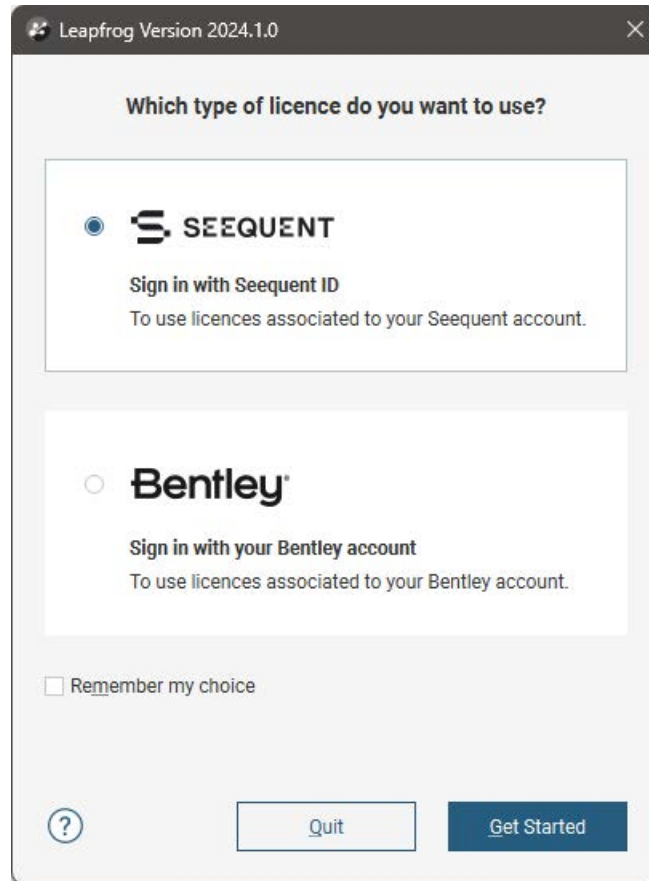 Leapfrog Version 2024.1.0
Which type of licence do you want to use?
SEEQUENT
Sign in with Seequent ID
To use licences associated to your Seequent account.
Bentley®
Sign in with your Bentley account
To use licences associated to your Bentley account.
Remember my choice
?
Quit
Get Started